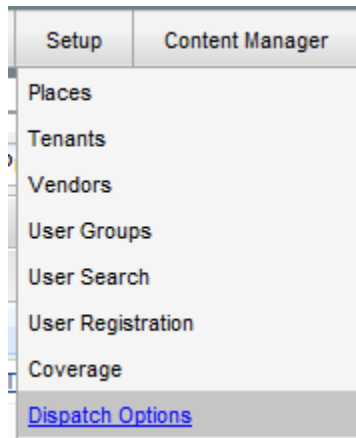 Setup Content Manager
Places
Tenants
Vendors
User Groups
User Search
User Registration
Coverage
Dispatch Options